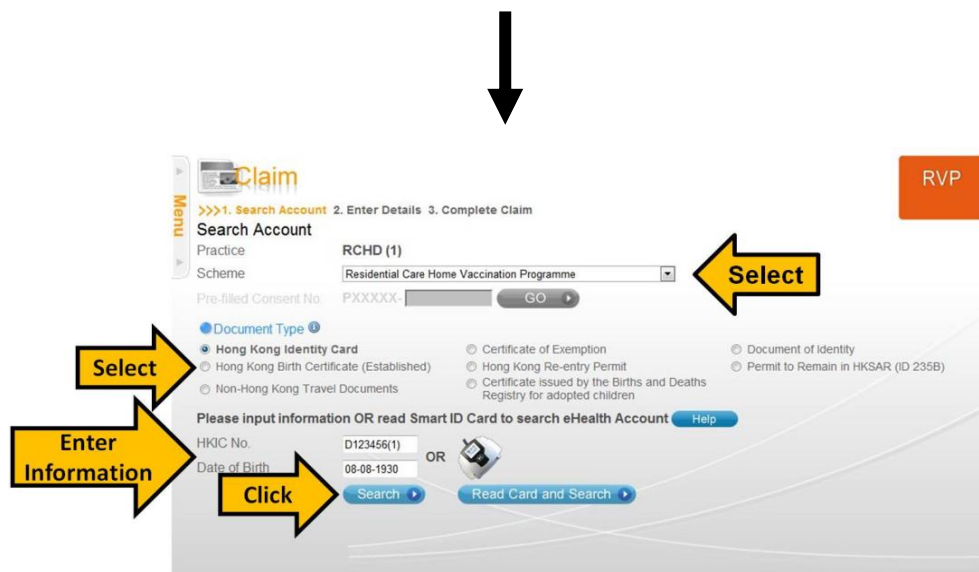 Claim
RVP
Menu
>>>1. Search Account 2. Enter Details 3. Complete Claim
Search Account
Practice RCHD (1)
Scheme Residential Care Home Vaccination Programme
Select
Pre-filled Consent No. PXXXXX- GO
Document Type
Select
Hong Kong Identity Card Certificate of Exemption Document of Identity
Hong Kong Birth Certificate (Established) Hong Kong Re-entry Permit Permit to Remain in HKSAR (ID 235B)
Non-Hong Kong Travel Documents Certificate issued by the Births and Deaths
Registry for adopted children
Please input information OR read Smart ID Card to search eHealth Account Help
Enter
Information
HKIC No. D123456(1) OR
Date of Birth 08-08-1930
Click
Search Read Card and Search